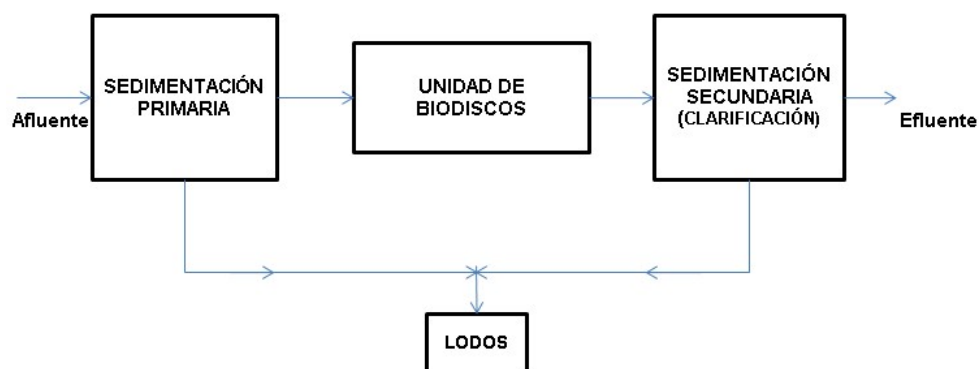 Afluente
SEDIMENTACIÓN
PRIMARIA
UNIDAD DE
BIODISCOS
SEDIMENTACIÓN
SECUNDARIA
(CLARIFICACIÓN)
Efluente
LODOS